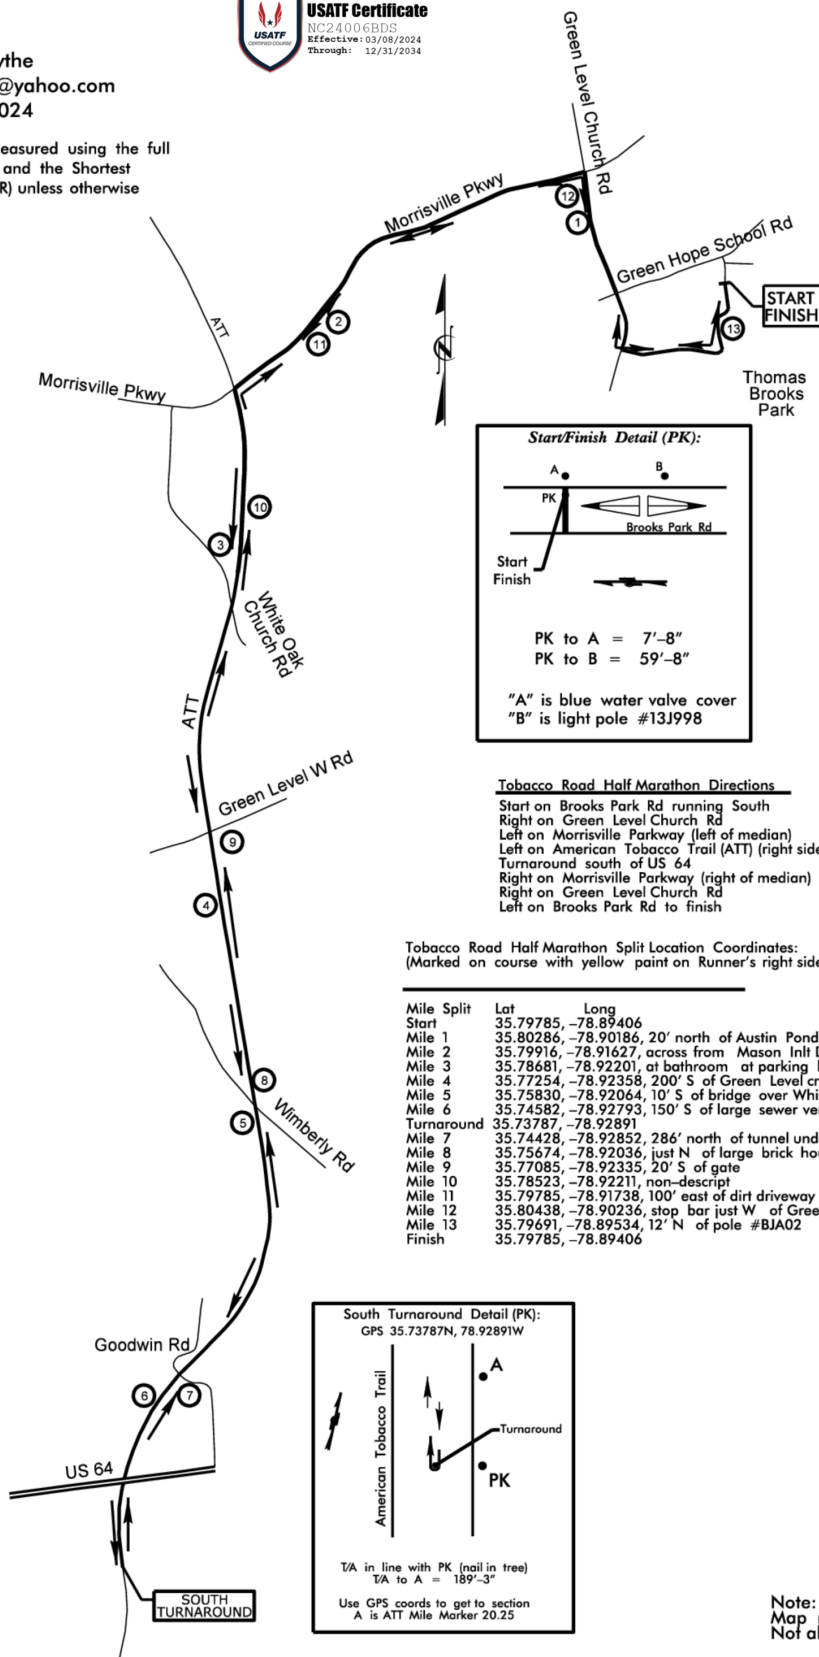 USATF Certificate
NC24006BDS
Effective: 03/08/2024
Through: 12/31/2034
USATF
CERTIFIED COURSE
ythe
@yahoo.com
024
easured using the full
and the Shortest
R) unless otherwise
Green Level Church Rd
Morrisville Pkwy
12
1
Green Hope School Rd
START
FINISH
13
2
11
ATT
N
Morrisville Pkwy
Thomas
Brooks
Park
10
3
White Oak
Church Rd
ATT
Green Level W Rd
9
4
8
5
Wimberly Rd
Goodwin Rd
6
7
US 64
SOUTH
TURNAROUND
Start/Finish Detail (PK):
A
B
PK
Brooks Park Rd
Start
Finish
PK to A = 7'–8"
PK to B = 59'–8"
"A" is blue water valve cover
"B" is light pole #13J998
Tobacco Road Half Marathon Directions
Start on Brooks Park Rd running South
Right on Green Level Church Rd
Left on Morrisville Parkway (left of median)
Left on American Tobacco Trail (ATT) (right side
Turnaround south of US 64
Right on Morrisville Parkway (right of median)
Right on Green Level Church Rd
Left on Brooks Park Rd to finish
Tobacco Road Half Marathon Split Location Coordinates:
(Marked on course with yellow paint on Runner's right side
Mile Split Lat Long
Start 35.79785, –78.89406
Mile 1 35.80286, –78.90186, 20' north of Austin Pond
Mile 2 35.79916, –78.91627, across from Mason Inlt D
Mile 3 35.78681, –78.92201, at bathroom at parking l
Mile 4 35.77254, –78.92358, 200' S of Green Level cr
Mile 5 35.75830, –78.92064, 10' S of bridge over Whi
Mile 6 35.74582, –78.92793, 150' S of large sewer ve
Turnaround 35.73787, –78.92891
Mile 7 35.74428, –78.92852, 286' north of tunnel und
Mile 8 35.75674, –78.92036, just N of large brick hou
Mile 9 35.77085, –78.92335, 20' S of gate
Mile 10 35.78523, –78.92211, non–descript
Mile 11 35.79785, –78.91738, 100' east of dirt driveway
Mile 12 35.80438, –78.90236, stop bar just W of Gree
Mile 13 35.79691, –78.89534, 12' N of pole #BJA02
Finish 35.79785, –78.89406
South Turnaround Detail (PK):
GPS 35.73787N, 78.92891W
American Tobacco Trail
A
Turnaround
PK
T/A in line with PK (nail in tree)
T/A to A = 189'–3"
Use GPS coords to get to section
A is ATT Mile Marker 20.25
Note:
Map
Not al